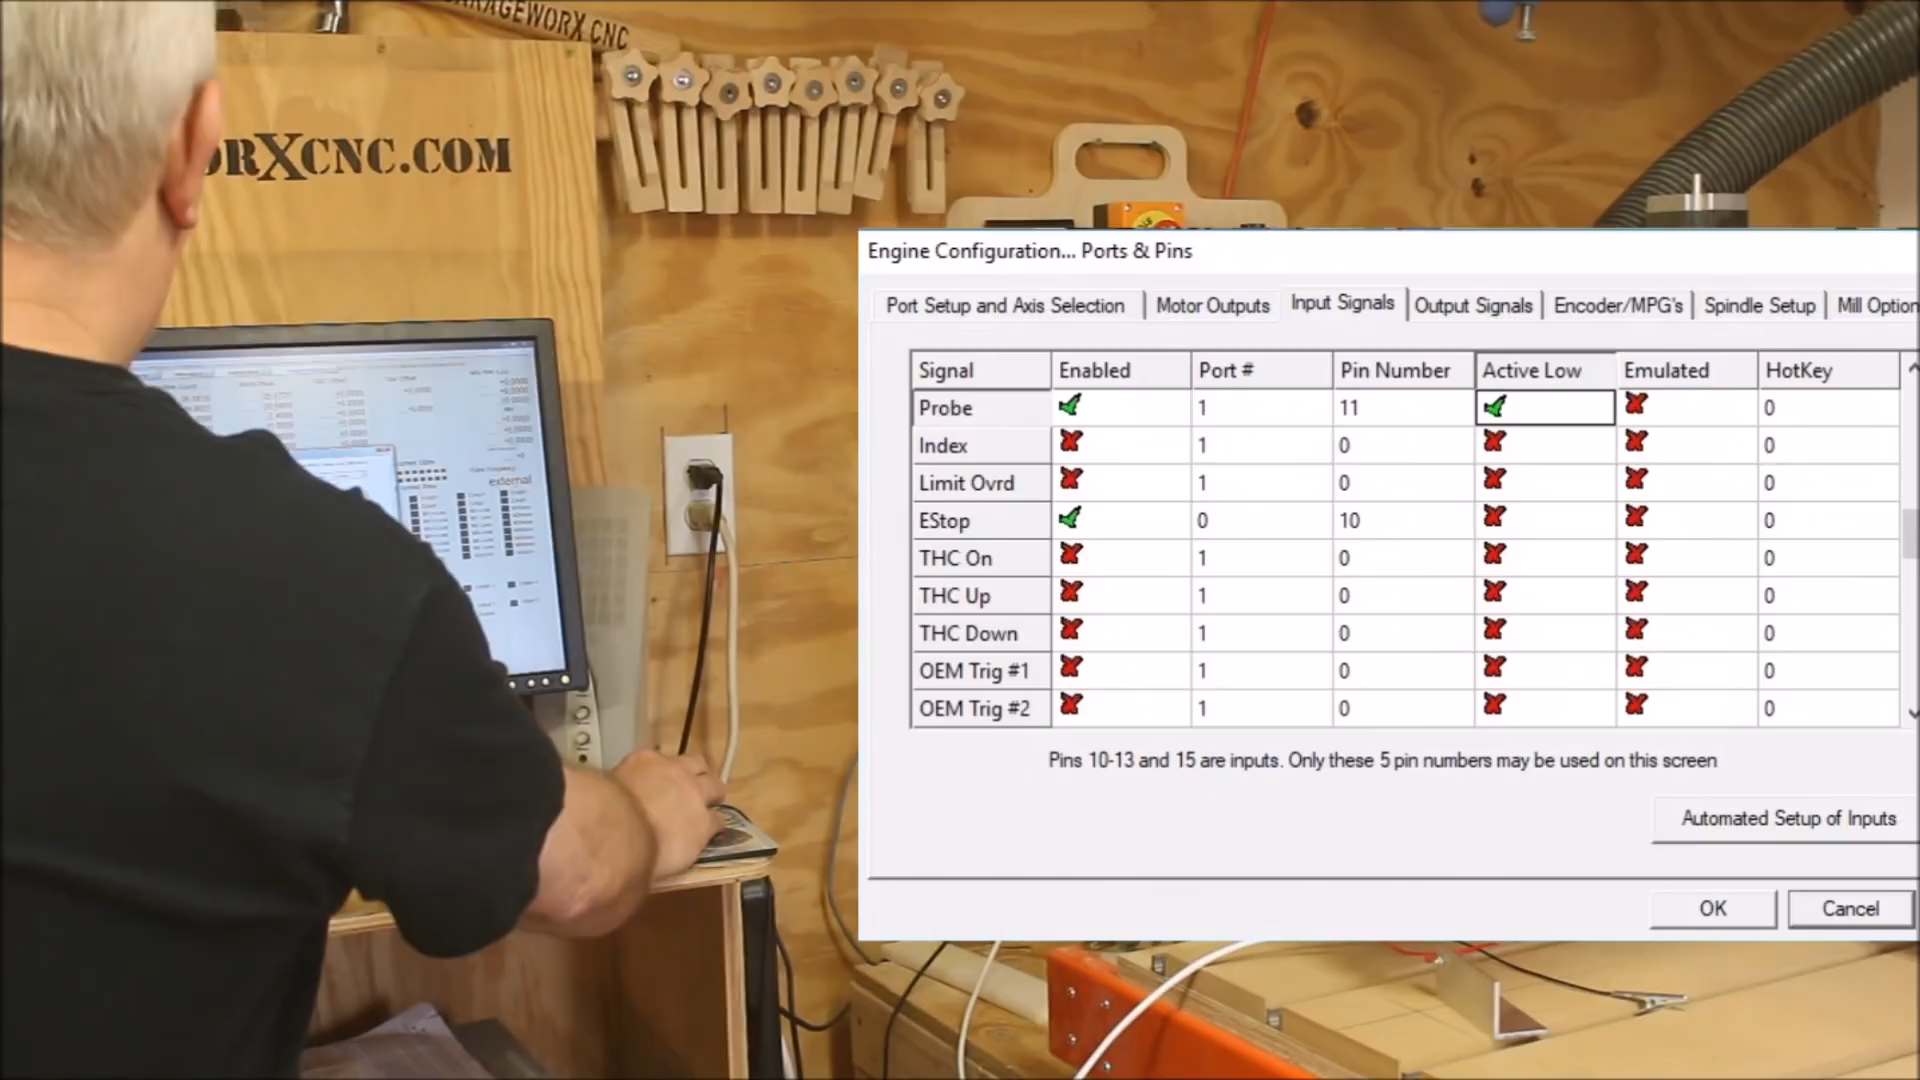 GARAGEWORX CNC
ORXCNC.COM
Engine Configuration... Ports & Pins
Port Setup and Axis Selection Motor Outputs Input Signals Output Signals Encoder/MPG's Spindle Setup Mill Option
Signal Enabled Port # Pin Number Active Low Emulated HotKey
Probe 1 11 0
Index 1 0 0
Limit Ovrd 1 0 0
EStop 0 10 0
THC On 1 0 0
THC Up 1 0 0
THC Down 1 0 0
OEM Trig #1 1 0 0
OEM Trig #2 1 0 0
Pins 10-13 and 15 are inputs. Only these 5 pin numbers may be used on this screen
Automated Setup of Inputs
OK Cancel
external